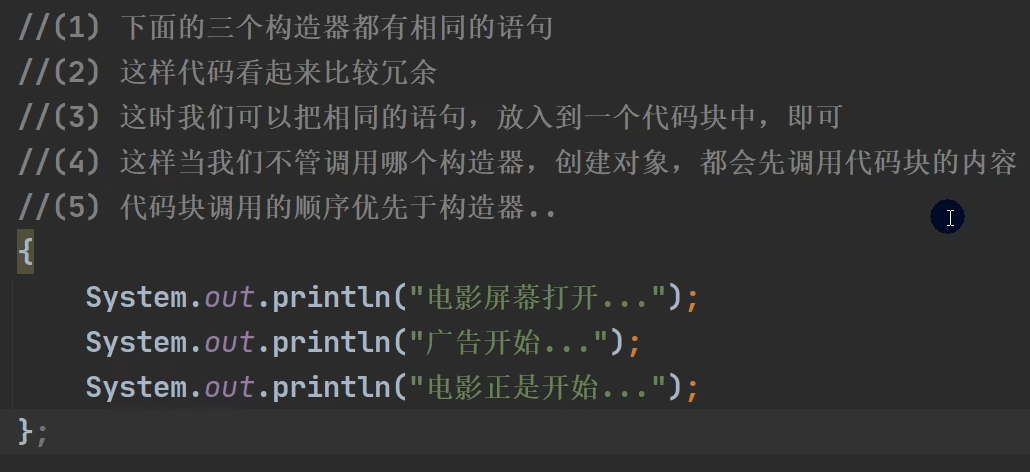 //(1) 下面的三个构造器都有相同的语句
//(2) 这样代码看起来比较冗余
//(3) 这时我们可以把相同的语句，放入到一个代码块中，即可
//(4) 这样当我们不管调用哪个构造器，创建对象，都会先调用代码块的内容
//(5) 代码块调用的顺序优先于构造器..
{
    System.out.println("电影屏幕打开...");
    System.out.println("广告开始...");
    System.out.println("电影正是开始...");
};